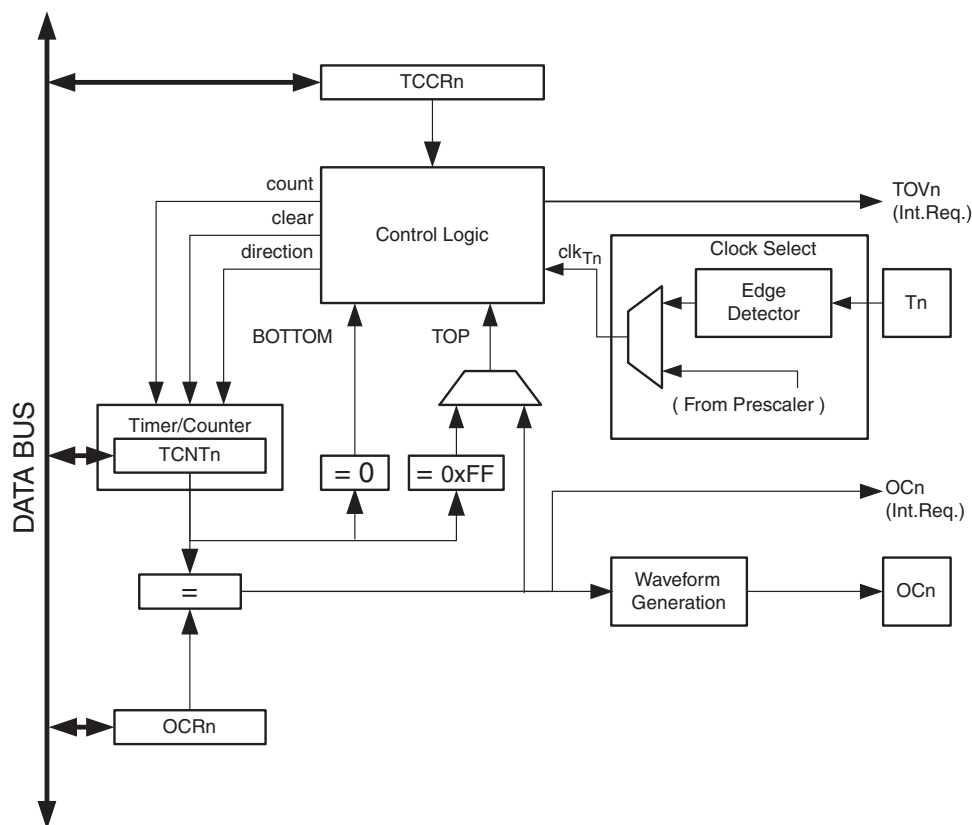 TCCRn
count
clear
direction
Control Logic
TOVn
(Int.Req.)
Clock Select
clkTn
Edge
Detector
Tn
( From Prescaler )
BOTTOM
TOP
Timer/Counter
TCNTn
= 0
= 0xFF
DATA BUS
OCn
(Int.Req.)
=
Waveform
Generation
OCn
OCRn